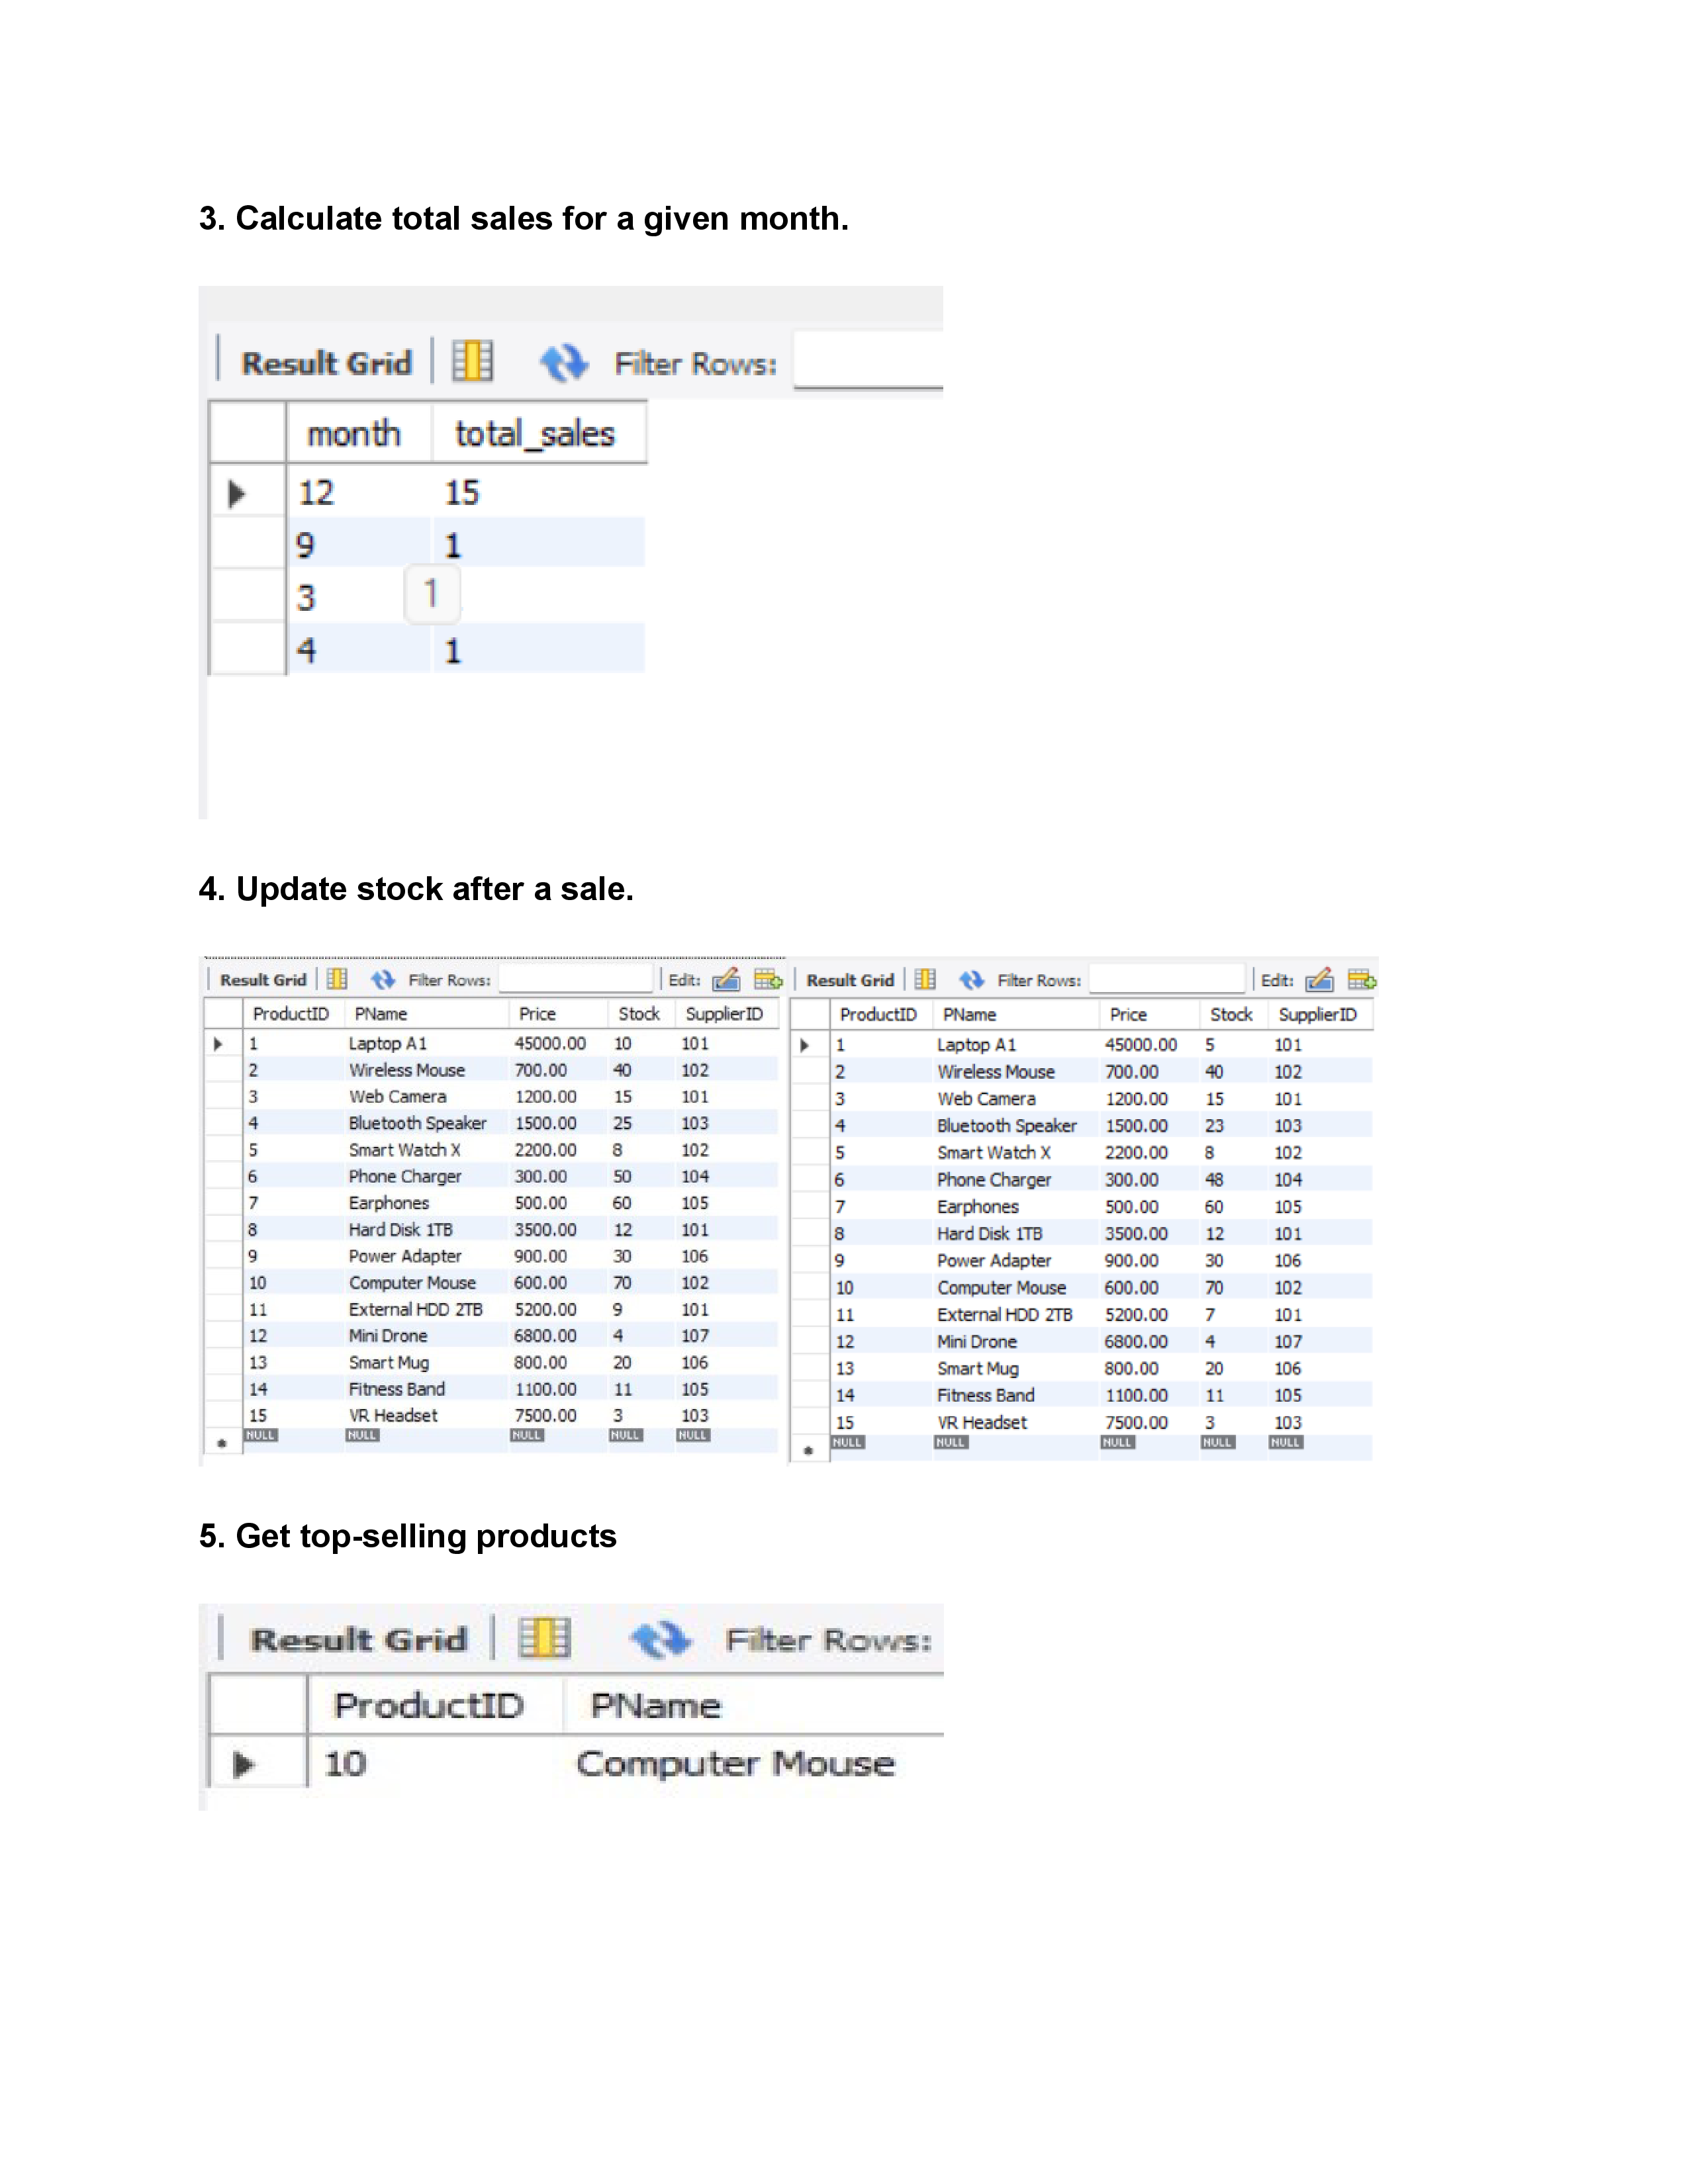 3. Calculate total sales for a given month.
Result Grid Filter Rows:
month total_sales
12 15
9 1
3 1
4 1
4. Update stock after a sale.
Result Grid Filter Rows: Edit:
ProductID PName Price Stock SupplierID
1 Laptop A1 45000.00 10 101
2 Wireless Mouse 700.00 40 102
3 Web Camera 1200.00 15 101
4 Bluetooth Speaker 1500.00 25 103
5 Smart Watch X 2200.00 8 102
6 Phone Charger 300.00 50 104
7 Earphones 500.00 60 105
8 Hard Disk 1TB 3500.00 12 101
9 Power Adapter 900.00 30 106
10 Computer Mouse 600.00 70 102
11 External HDD 2TB 5200.00 9 101
12 Mini Drone 6800.00 4 107
13 Smart Mug 800.00 20 106
14 Fitness Band 1100.00 11 105
15 VR Headset 7500.00 3 103
NULL NULL NULL NULL NULL
Result Grid Filter Rows: Edit:
ProductID PName Price Stock SupplierID
1 Laptop A1 45000.00 5 101
2 Wireless Mouse 700.00 40 102
3 Web Camera 1200.00 15 101
4 Bluetooth Speaker 1500.00 23 103
5 Smart Watch X 2200.00 8 102
6 Phone Charger 300.00 48 104
7 Earphones 500.00 60 105
8 Hard Disk 1TB 3500.00 12 101
9 Power Adapter 900.00 30 106
10 Computer Mouse 600.00 70 102
11 External HDD 2TB 5200.00 7 101
12 Mini Drone 6800.00 4 107
13 Smart Mug 800.00 20 106
14 Fitness Band 1100.00 11 105
15 VR Headset 7500.00 3 103
NULL NULL NULL NULL NULL
5. Get top-selling products
Result Grid Filter Rows:
ProductID PName
10 Computer Mouse